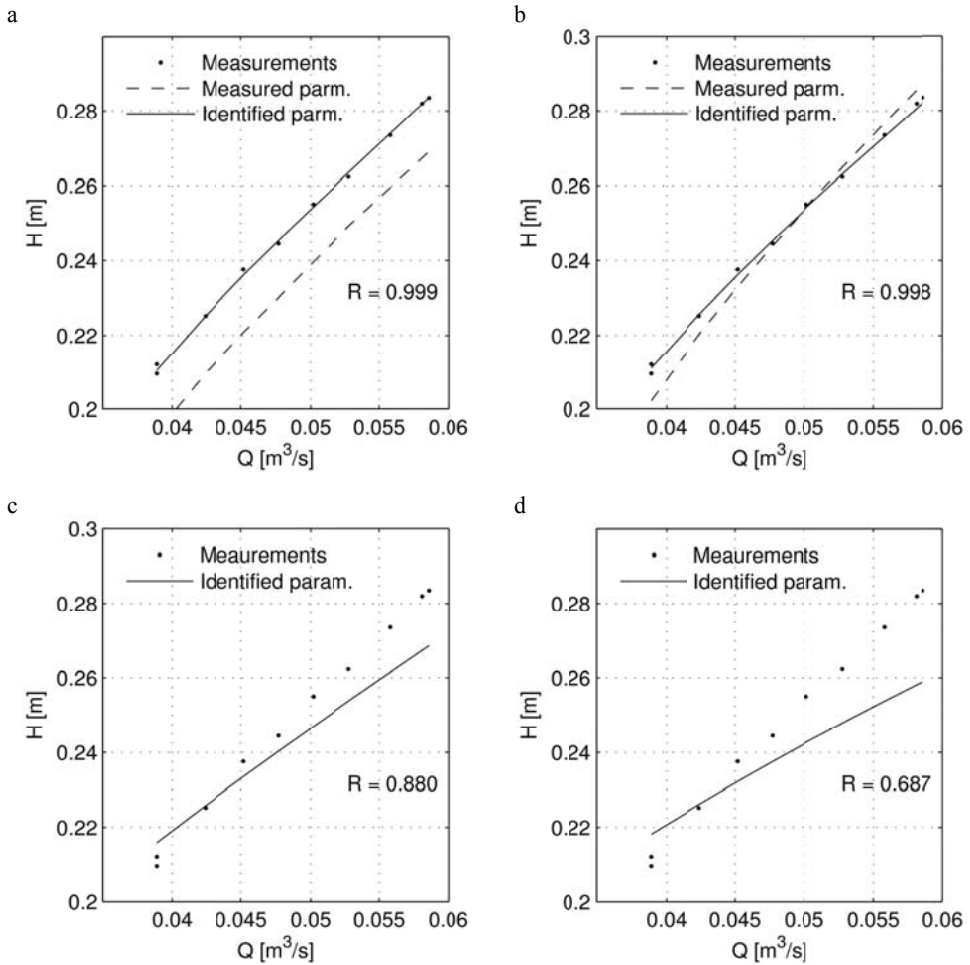 a
Measurements
Measured parm.
Identified parm.
0.28
0.26
0.24
0.22
0.2
H [m]
R = 0.999
0.04 0.045 0.05 0.055 0.06
Q [m³/s]
b
0.3
Measurements
Measured parm.
Identified parm.
0.28
0.26
0.24
0.22
0.2
H [m]
R = 0.998
0.04 0.045 0.05 0.055 0.06
Q [m³/s]
c
0.3
Meaurements
Identified param.
0.28
0.26
0.24
0.22
0.2
H [m]
R = 0.880
0.04 0.045 0.05 0.055 0.06
Q [m³/s]
d
Meaurements
Identified param.
0.28
0.26
0.24
0.22
0.2
H [m]
R = 0.687
0.04 0.045 0.05 0.055 0.06
Q [m³/s]